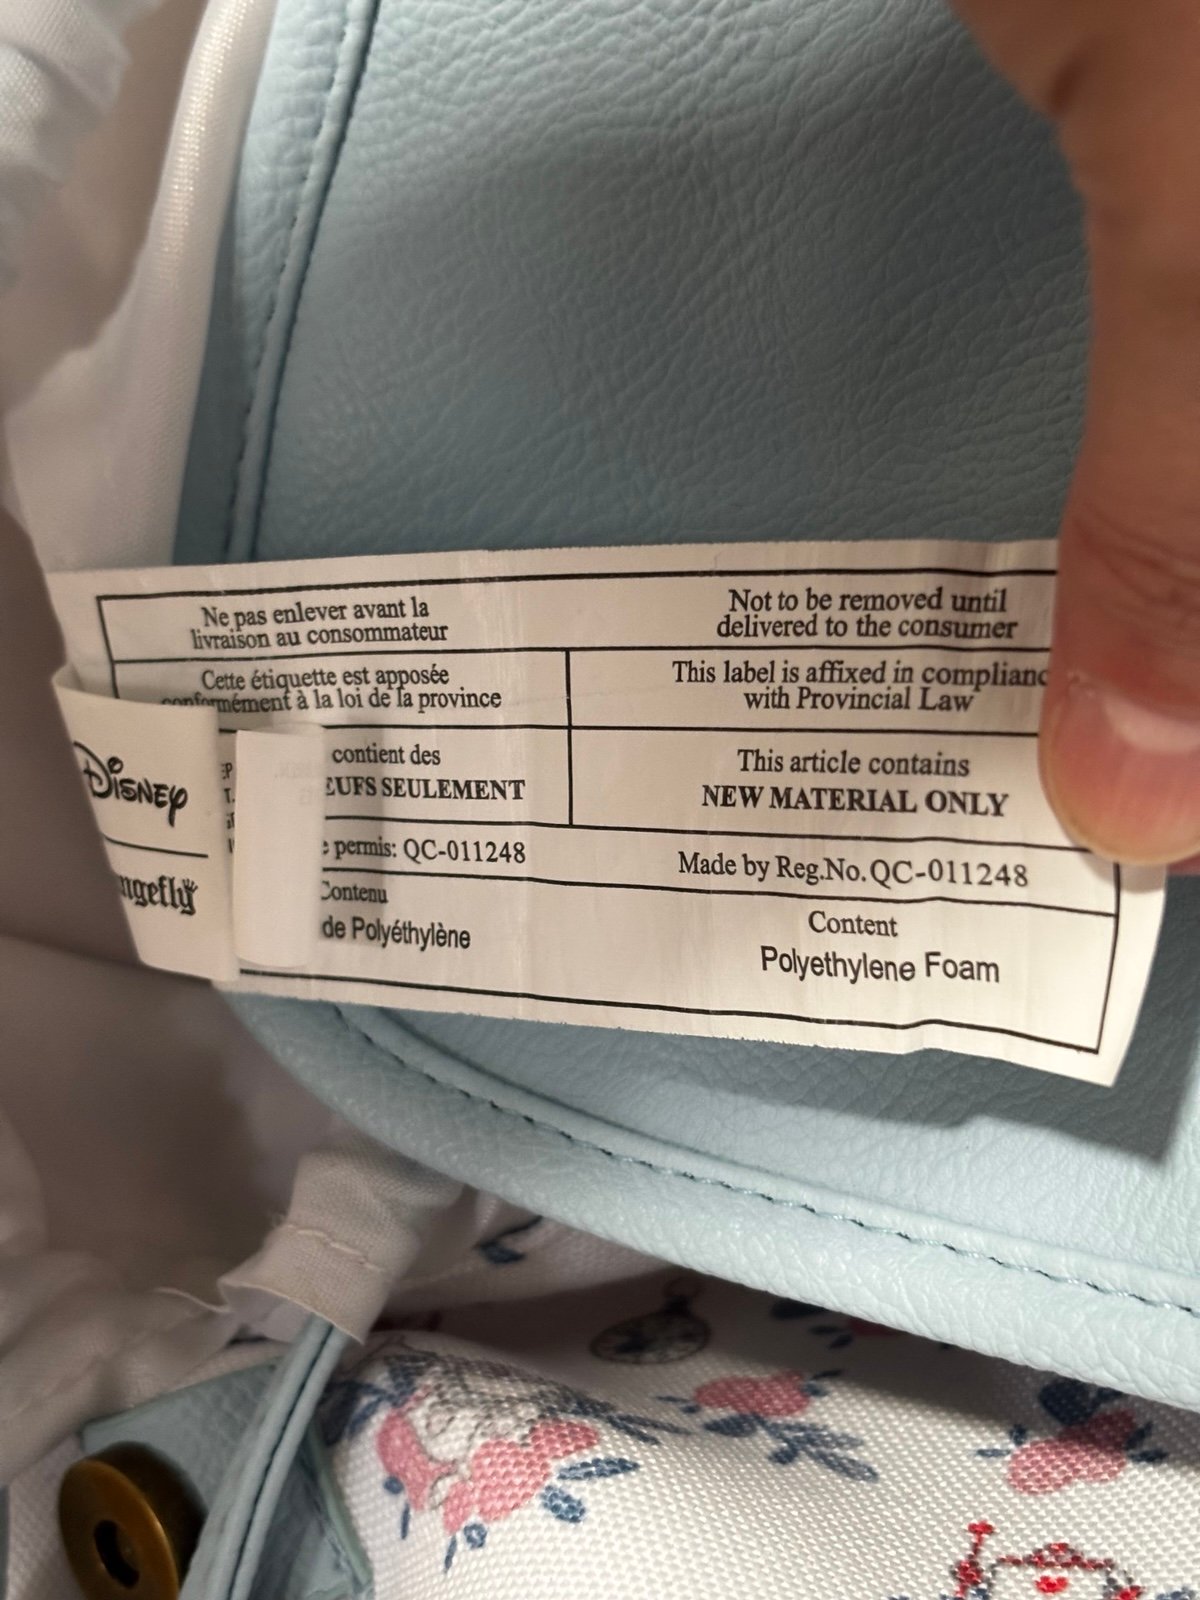 Ne pas enlever avant la
livraison au consommateur
Not to be removed until
delivered to the consumer
Cette étiquette est apposée
conformément à la loi de la province
This label is affixed in complianc
with Provincial Law
contient des
EUFS SEULEMENT
This article contains
NEW MATERIAL ONLY
permis: QC-011248
Made by Reg.No.QC-011248
Contenu
de Polyéthylène
Content
Polyethylene Foam
Disney
ngefly